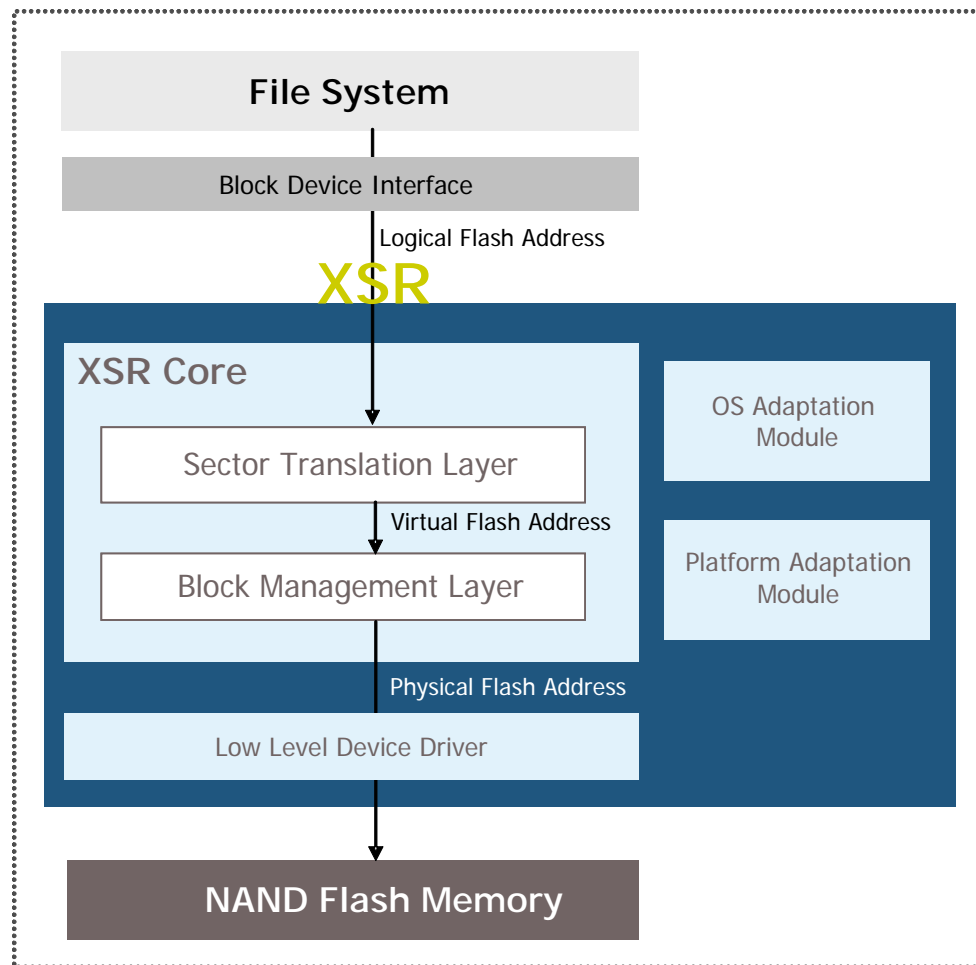 File System
Block Device Interface
Logical Flash Address
XSR
XSR Core
Sector Translation Layer
Virtual Flash Address
Block Management Layer
Physical Flash Address
Low Level Device Driver
OS Adaptation
Module
Platform Adaptation
Module
NAND Flash Memory